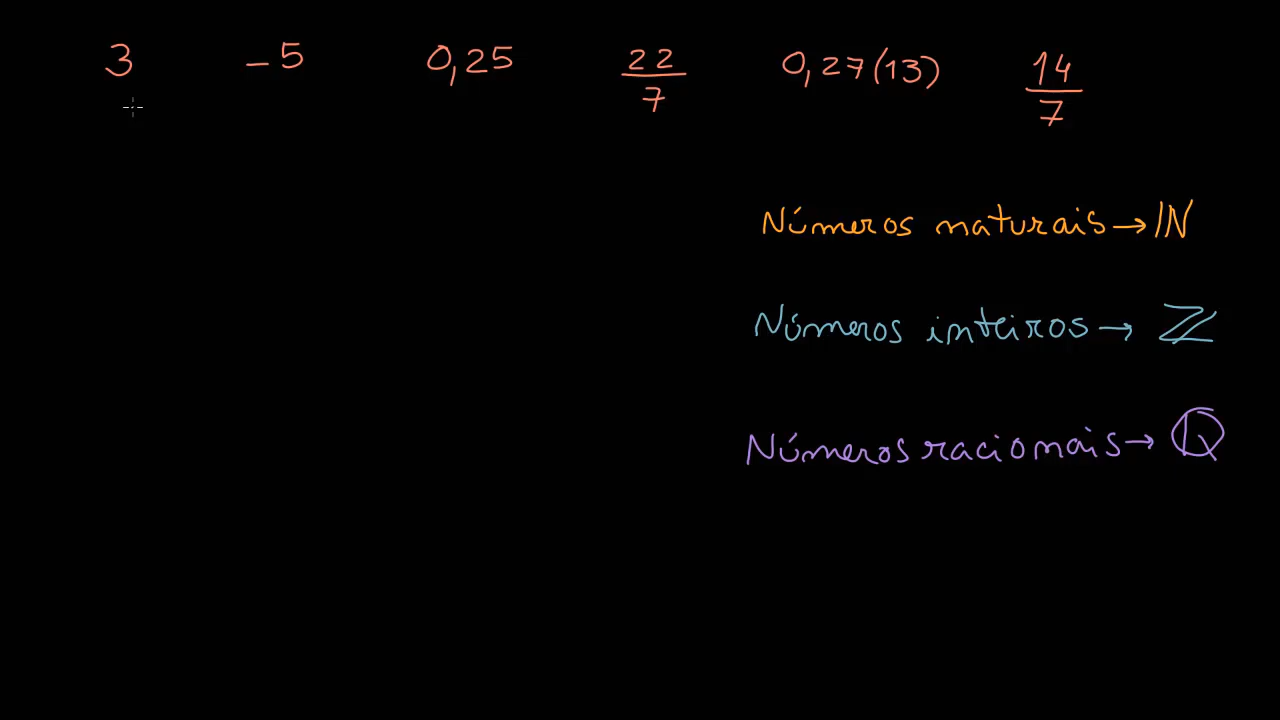 3 -5 0,25 22/7 0,27(13) 14/7
Números naturais → ℕ
Números inteiros → ℤ
Números racionais → ℚ